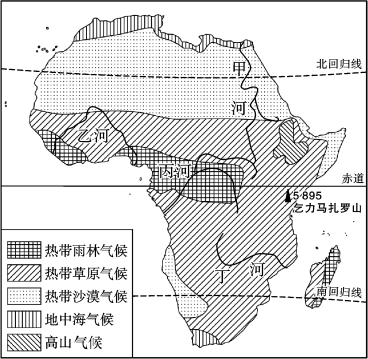 甲
河
北回归线
乙河
丙河
赤道
5 895
乞力马扎罗山
丁河
南回归线
热带雨林气候
热带草原气候
热带沙漠气候
地中海气候
高山气候